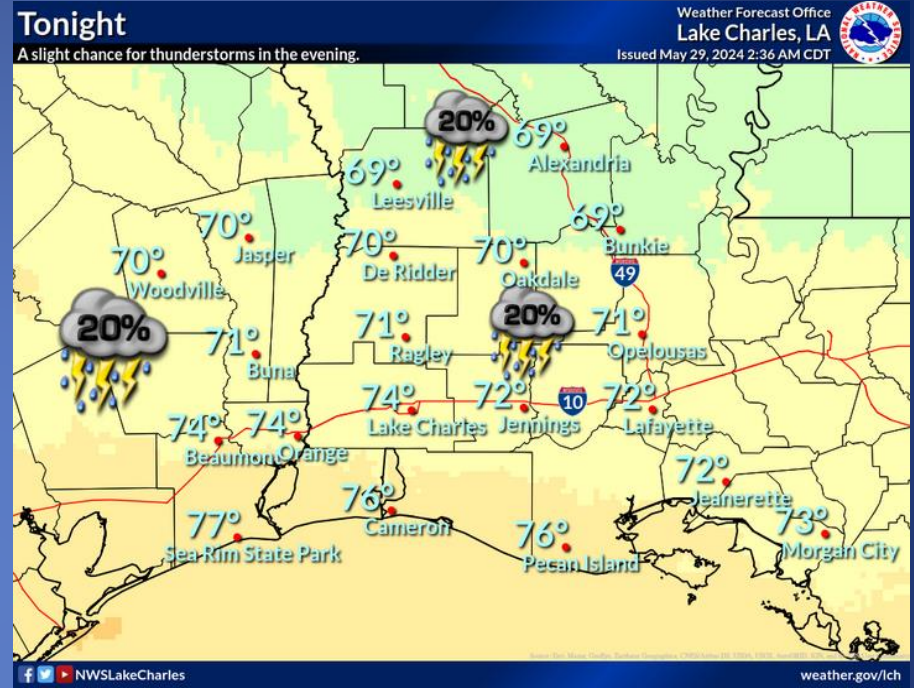 Tonight
Weather Forecast Office
Lake Charles, LA
A slight chance for thunderstorms in the evening.
Issued May 29, 2024 2:36 AM CDT
NATIONAL WEATHER SERVICE
20%
69°
Alexandria
69°
Leesville
69°
Bunkie
70°
Jasper
70°
De Ridder
70°
Oakdale
70°
Woodville
49
20%
20%
71°
Buna
71°
Ragley
71°
Opelousas
74°
Lake Charles
72°
Jennings
10
72°
Lafayette
74°
Beaumont
74°
Orange
72°
Jeanerette
76°
Cameron
77°
Sea Rim State Park
76°
Pecan Island
73°
Morgan City
NWSLakeCharles
weather.gov/lch